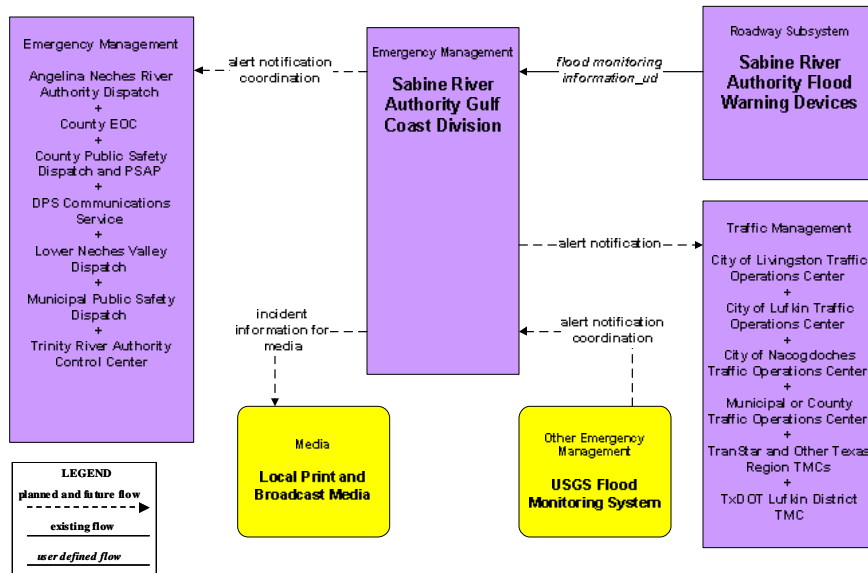 Emergency Management
Angelina Neches River
Authority Dispatch
+
County EOC
+
County Public Safety
Dispatch and PSAP
+
DPS Communications
Service
+
Lower Neches Valley
Dispatch
+
Municipal Public Safety
Dispatch
+
Trinity River Authority
Control Center
alert notification
coordination
Emergency Management
Sabine River
Authority Gulf
Coast Division
flood monitoring
information_ud
Roadway Subsystem
Sabine River
Authority Flood
Warning Devices
alert notification
Traffic Management
City of Livingston Traffic
Operations Center
+
City of Lufkin Traffic
Operations Center
+
City of Nacogdoches
Traffic Operations Center
+
Municipal or County
Traffic Operations Center
+
TranStar and Other Texas
Region TMCs
+
TxDOT Lufkin District
TMC
incident
information for
media
alert notification
coordination
Media
Local Print and
Broadcast Media
Other Emergency
Management
USGS Flood
Monitoring System
LEGEND
planned and future flow
existing flow
user defined flow